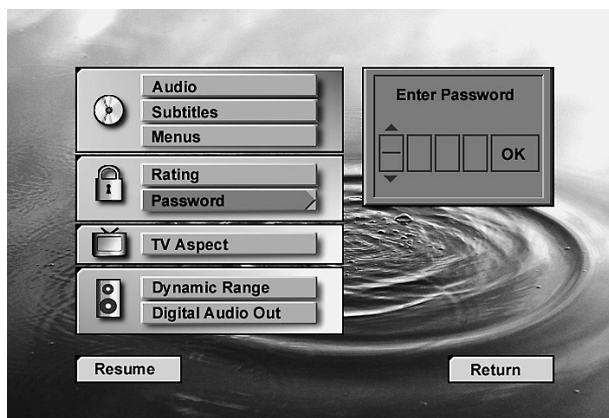 Audio
Subtitles
Menus
Rating
Password
TV Aspect
Dynamic Range
Digital Audio Out
Enter Password
OK
Resume
Return